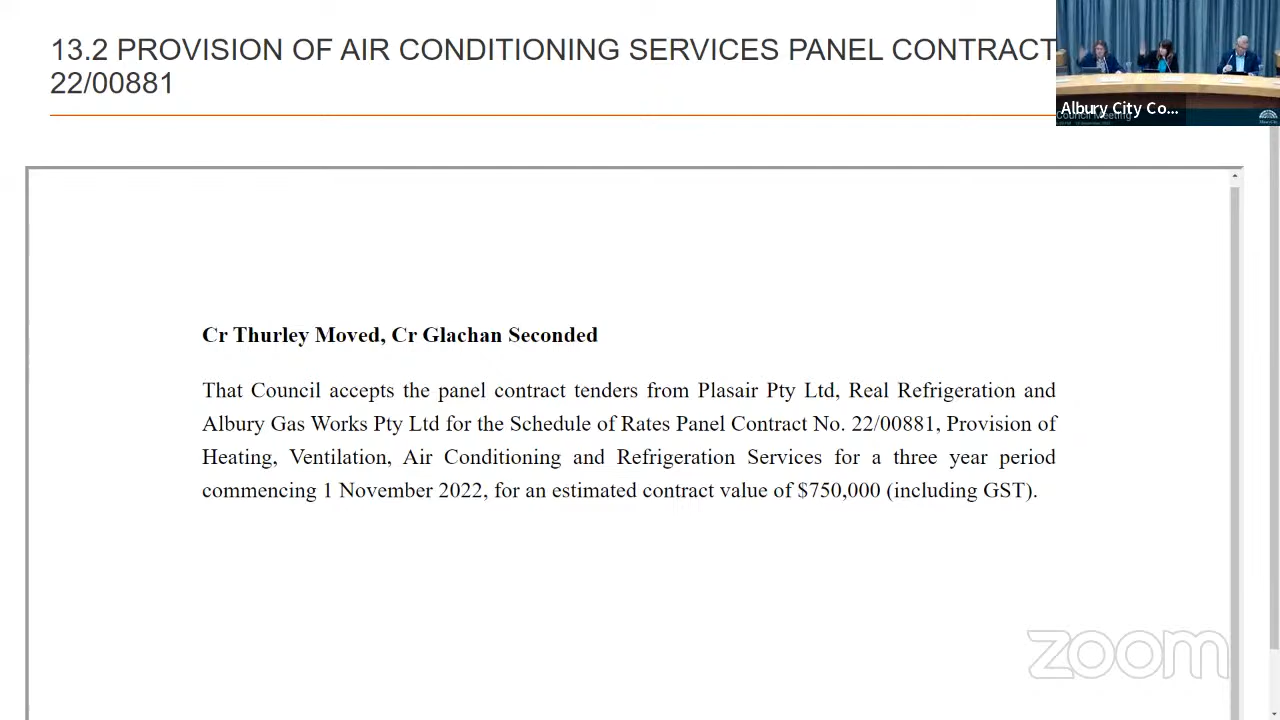 13.2 PROVISION OF AIR CONDITIONING SERVICES PANEL CONTRACT
22/00881
Albury City Co...
Council Meeting
Cr Thurley Moved, Cr Glachan Seconded
That Council accepts the panel contract tenders from Plasair Pty Ltd, Real Refrigeration and
Albury Gas Works Pty Ltd for the Schedule of Rates Panel Contract No. 22/00881, Provision of
Heating, Ventilation, Air Conditioning and Refrigeration Services for a three year period
commencing 1 November 2022, for an estimated contract value of $750,000 (including GST).
zoom